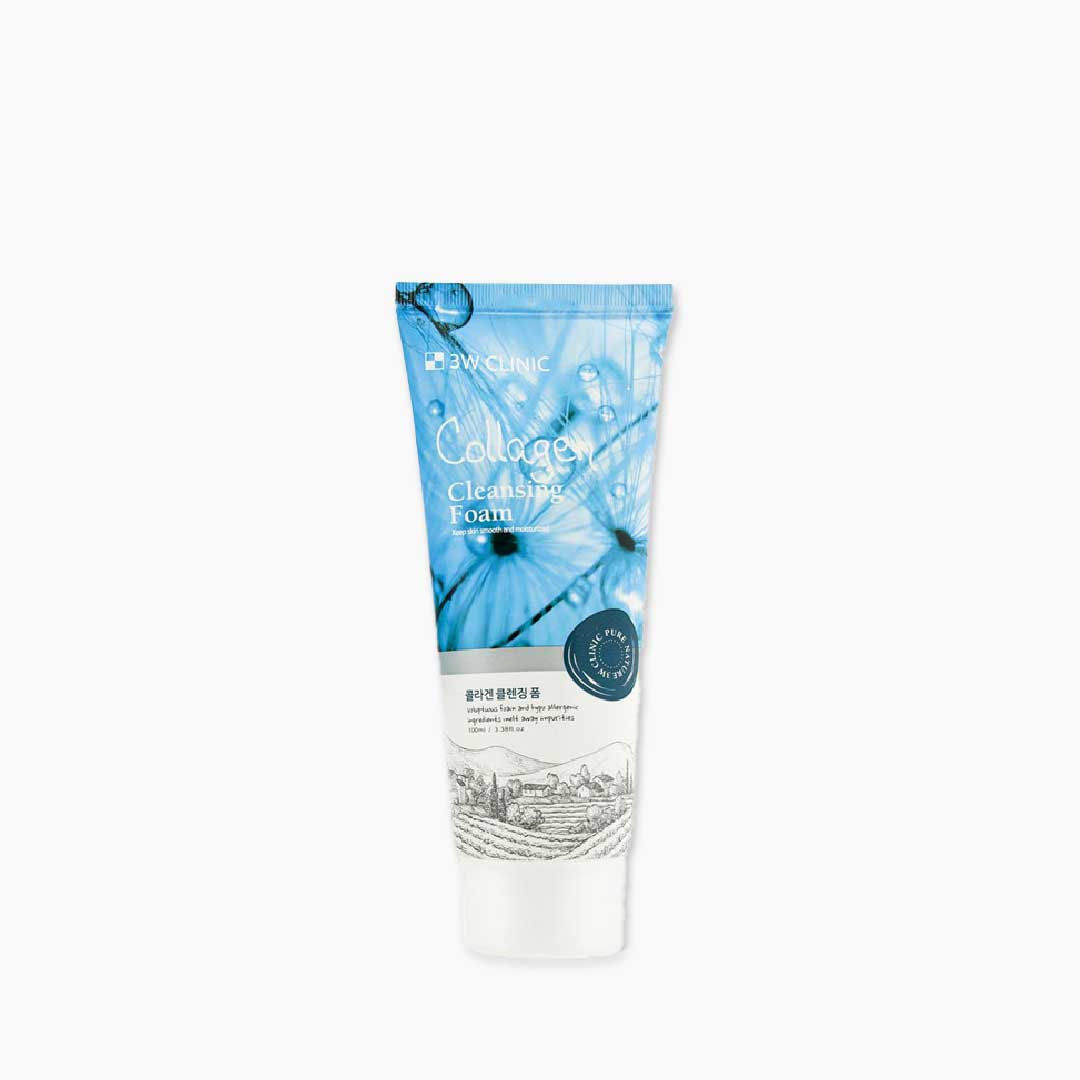 3W CLINIC
Collagen
Cleansing
Foam
Keep skin smooth and moisturized
3W CLINIC PURE NATURE
콜라겐 클렌징 폼
Voluptuous foam and hypo allergenic
ingredients melt away impurities
100ml / 3.38fl.oz